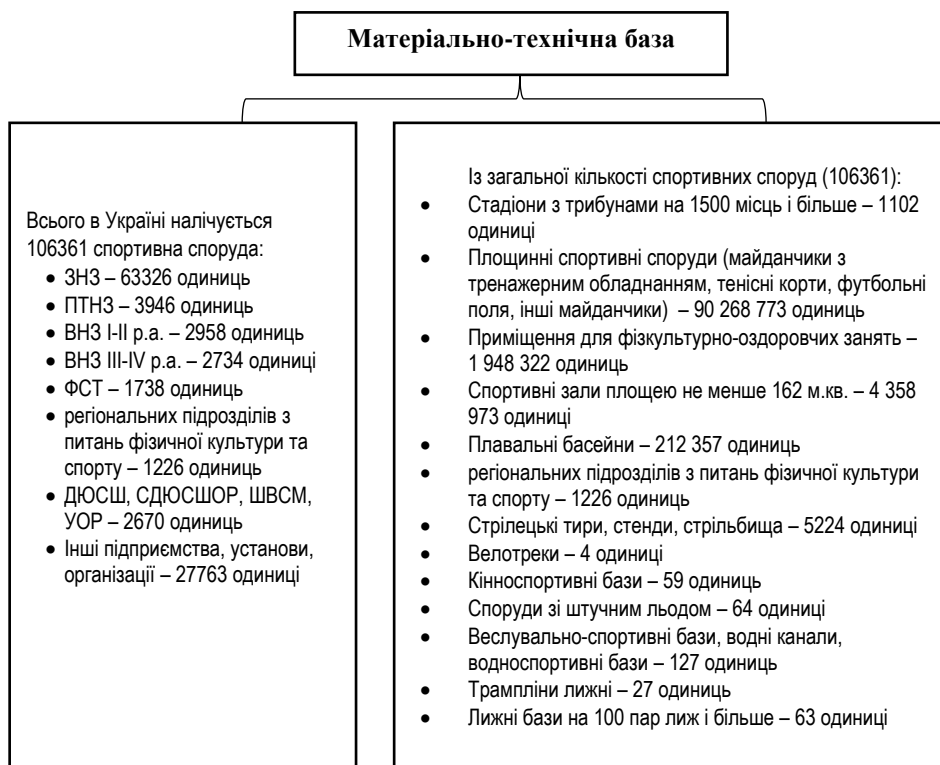 Матеріально-технічна база
Всього в Україні налічується
106361 спортивна споруда:
• ЗНЗ – 63326 одиниць
• ПТНЗ – 3946 одиниць
• ВНЗ І-ІІ р.а. – 2958 одиниць
• ВНЗ ІІІ-IV р.а. – 2734 одиниці
• ФСТ – 1738 одиниць
• регіональних підрозділів з
питань фізичної культури та
спорту – 1226 одиниць
• ДЮСШ, СДЮСШОР, ШВСМ,
УОР – 2670 одиниць
• Інші підприємства, установи,
організації – 27763 одиниці
Із загальної кількості спортивних споруд (106361):
• Стадіони з трибунами на 1500 місць і більше – 1102
одиниці
• Площинні спортивні споруди (майданчики з
тренажерним обладнанням, тенісні корти, футбольні
поля, інші майданчики) – 90 268 773 одиниць
• Приміщення для фізкультурно-оздоровчих занять –
1 948 322 одиниць
• Спортивні зали площею не менше 162 м.кв. – 4 358
973 одиниці
• Плавальні басейни – 212 357 одиниць
• регіональних підрозділів з питань фізичної культури
та спорту – 1226 одиниць
• Стрілецькі тири, стенди, стрільбища – 5224 одиниці
• Велотреки – 4 одиниці
• Кінноспортивні бази – 59 одиниць
• Споруди зі штучним льодом – 64 одиниці
• Веслувально-спортивні бази, водні канали,
водноспортивні бази – 127 одиниць
• Трампліни лижні – 27 одиниць
• Лижні бази на 100 пар лиж і більше – 63 одиниці